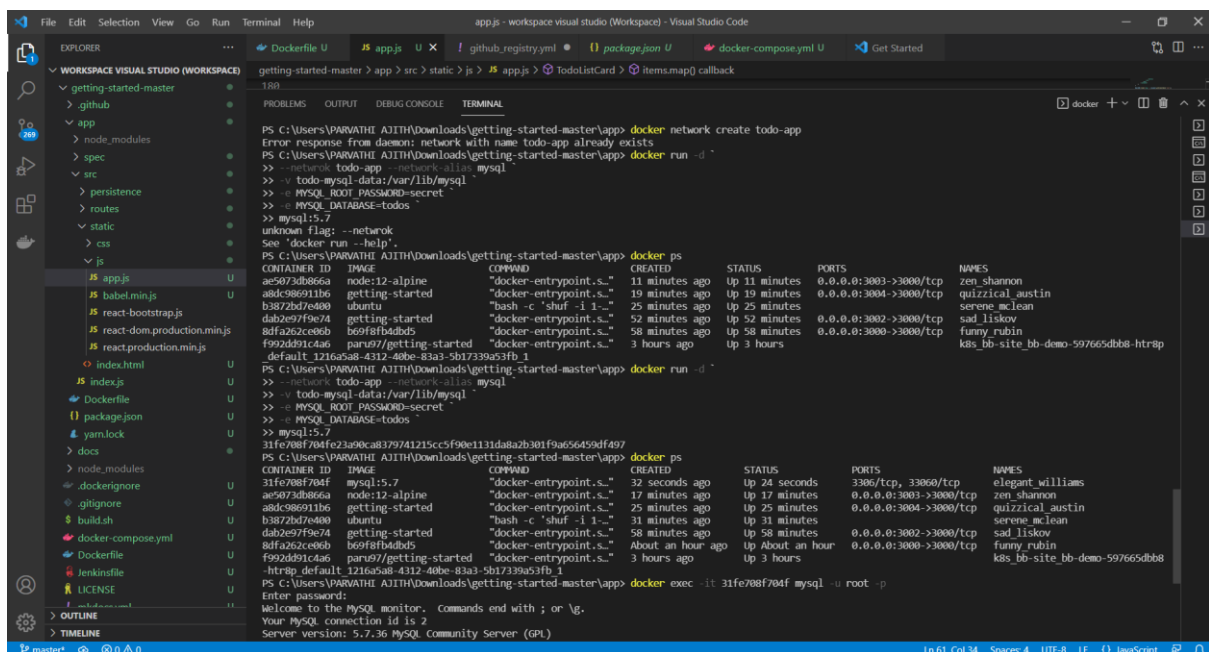 File Edit Selection View Go Run Terminal Help
app.js - workspace visual studio (Workspace) - Visual Studio Code
EXPLORER
Dockerfile U
JS app.js U
! github_registry.yml
{} package.json U
docker-compose.yml U
Get Started
WORKSPACE VISUAL STUDIO (WORKSPACE)
getting-started-master > app > src > static > js > JS app.js > TodoListCard > items.map() callback
180
1
269
getting-started-master
.github
app
node_modules
spec
src
persistence
routes
static
css
js
JS app.js U
JS babel.min.js U
JS react-bootstrap.js
JS react-dom.production.min.js
JS react.production.min.js
index.html U
JS index.js U
Dockerfile U
{} package.json U
yarn.lock U
docs
node_modules
.dockerignore U
.gitignore U
$ build.sh U
docker-compose.yml U
Dockerfile U
Jenkinsfile U
LICENSE U
OUTLINE
TIMELINE
PROBLEMS OUTPUT DEBUG CONSOLE TERMINAL
docker
PS C:\Users\PARVATHI AJITH\Downloads\getting-started-master\app> docker network create todo-app
Error response from daemon: network with name todo-app already exists
PS C:\Users\PARVATHI AJITH\Downloads\getting-started-master\app> docker run -d `
>> --netwrok todo-app --network-alias mysql `
>> -v todo-mysql-data:/var/lib/mysql `
>> -e MYSQL_ROOT_PASSWORD=secret `
>> -e MYSQL_DATABASE=todos `
>> mysql:5.7
unknown flag: --netwrok
See 'docker run --help'.
PS C:\Users\PARVATHI AJITH\Downloads\getting-started-master\app> docker ps
CONTAINER ID IMAGE COMMAND CREATED STATUS PORTS NAMES
ae5073db866a node:12-alpine "docker-entrypoint.s…" 11 minutes ago Up 11 minutes 0.0.0.0:3003->3000/tcp zen_shannon
a8dc986911b6 getting-started "docker-entrypoint.s…" 19 minutes ago Up 19 minutes 0.0.0.0:3004->3000/tcp quizzical_austin
b3872bd7e400 ubuntu "bash -c 'shuf -i 1-…" 25 minutes ago Up 25 minutes serene_mclean
dab2e97f9e74 getting-started "docker-entrypoint.s…" 52 minutes ago Up 52 minutes 0.0.0.0:3002->3000/tcp sad_liskov
8dfa262ce06b b69f8fb4dbd5 "docker-entrypoint.s…" 58 minutes ago Up 58 minutes 0.0.0.0:3000->3000/tcp funny_rubin
f992dd91c4a6 paru97/getting-started "docker-entrypoint.s…" 3 hours ago Up 3 hours k8s_bb-site_bb-demo-597665dbb8-htr8p
_default_1216a5a8-4312-40be-83a3-5b17339a53fb_1
PS C:\Users\PARVATHI AJITH\Downloads\getting-started-master\app> docker run -d `
>> --network todo-app --network-alias mysql `
>> -v todo-mysql-data:/var/lib/mysql `
>> -e MYSQL_ROOT_PASSWORD=secret `
>> -e MYSQL_DATABASE=todos `
>> mysql:5.7
31fe708f704fe23a90ca8379741215cc5f90e1131da8a2b301f9a656459df497
PS C:\Users\PARVATHI AJITH\Downloads\getting-started-master\app> docker ps
CONTAINER ID IMAGE COMMAND CREATED STATUS PORTS NAMES
31fe708f704f mysql:5.7 "docker-entrypoint.s…" 32 seconds ago Up 24 seconds 3306/tcp, 33060/tcp elegant_williams
ae5073db866a node:12-alpine "docker-entrypoint.s…" 17 minutes ago Up 17 minutes 0.0.0.0:3003->3000/tcp zen_shannon
a8dc986911b6 getting-started "docker-entrypoint.s…" 25 minutes ago Up 25 minutes 0.0.0.0:3004->3000/tcp quizzical_austin
b3872bd7e400 ubuntu "bash -c 'shuf -i 1-…" 31 minutes ago Up 31 minutes serene_mclean
dab2e97f9e74 getting-started "docker-entrypoint.s…" 58 minutes ago Up 58 minutes 0.0.0.0:3002->3000/tcp sad_liskov
8dfa262ce06b b69f8fb4dbd5 "docker-entrypoint.s…" About an hour ago Up About an hour 0.0.0.0:3000->3000/tcp funny_rubin
f992dd91c4a6 paru97/getting-started "docker-entrypoint.s…" 3 hours ago Up 3 hours k8s_bb-site_bb-demo-597665dbb8
-htr8p_default_1216a5a8-4312-40be-83a3-5b17339a53fb_1
PS C:\Users\PARVATHI AJITH\Downloads\getting-started-master\app> docker exec -it 31fe708f704f mysql -u root -p
Enter password:
Welcome to the MySQL monitor. Commands end with ; or \g.
Your MySQL connection id is 2
Server version: 5.7.36 MySQL Community Server (GPL)
master* 0 0 Ln 61, Col 34 Spaces: 4 UTF-8 LF {} JavaScript